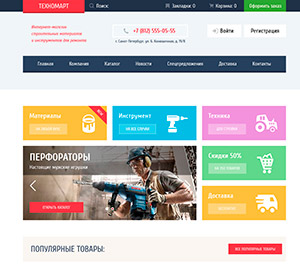 ТЕХНОМАРТ
Поиск:
Закладки: 0
Корзина: 0
Оформить заказ
Интернет-магазин
строительных материалов
и инструментов для ремонта
+7 (812) 555-05-55
г. Санкт-Петербург, ул. Б. Конюшенная, д. 19/8
Войти
Регистрация
Главная
Компания
Каталог
Новости
Спецпредложения
Доставка
Контакты
Материалы
Инструмент
Техника
ПЕРФОРАТОРЫ
Настоящие мужские игрушки
ОТКРЫТЬ КАТАЛОГ
Скидки 50%
Доставка
ПОПУЛЯРНЫЕ ТОВАРЫ:
ВСЕ ПОПУЛЯРНЫЕ ТОВАРЫ